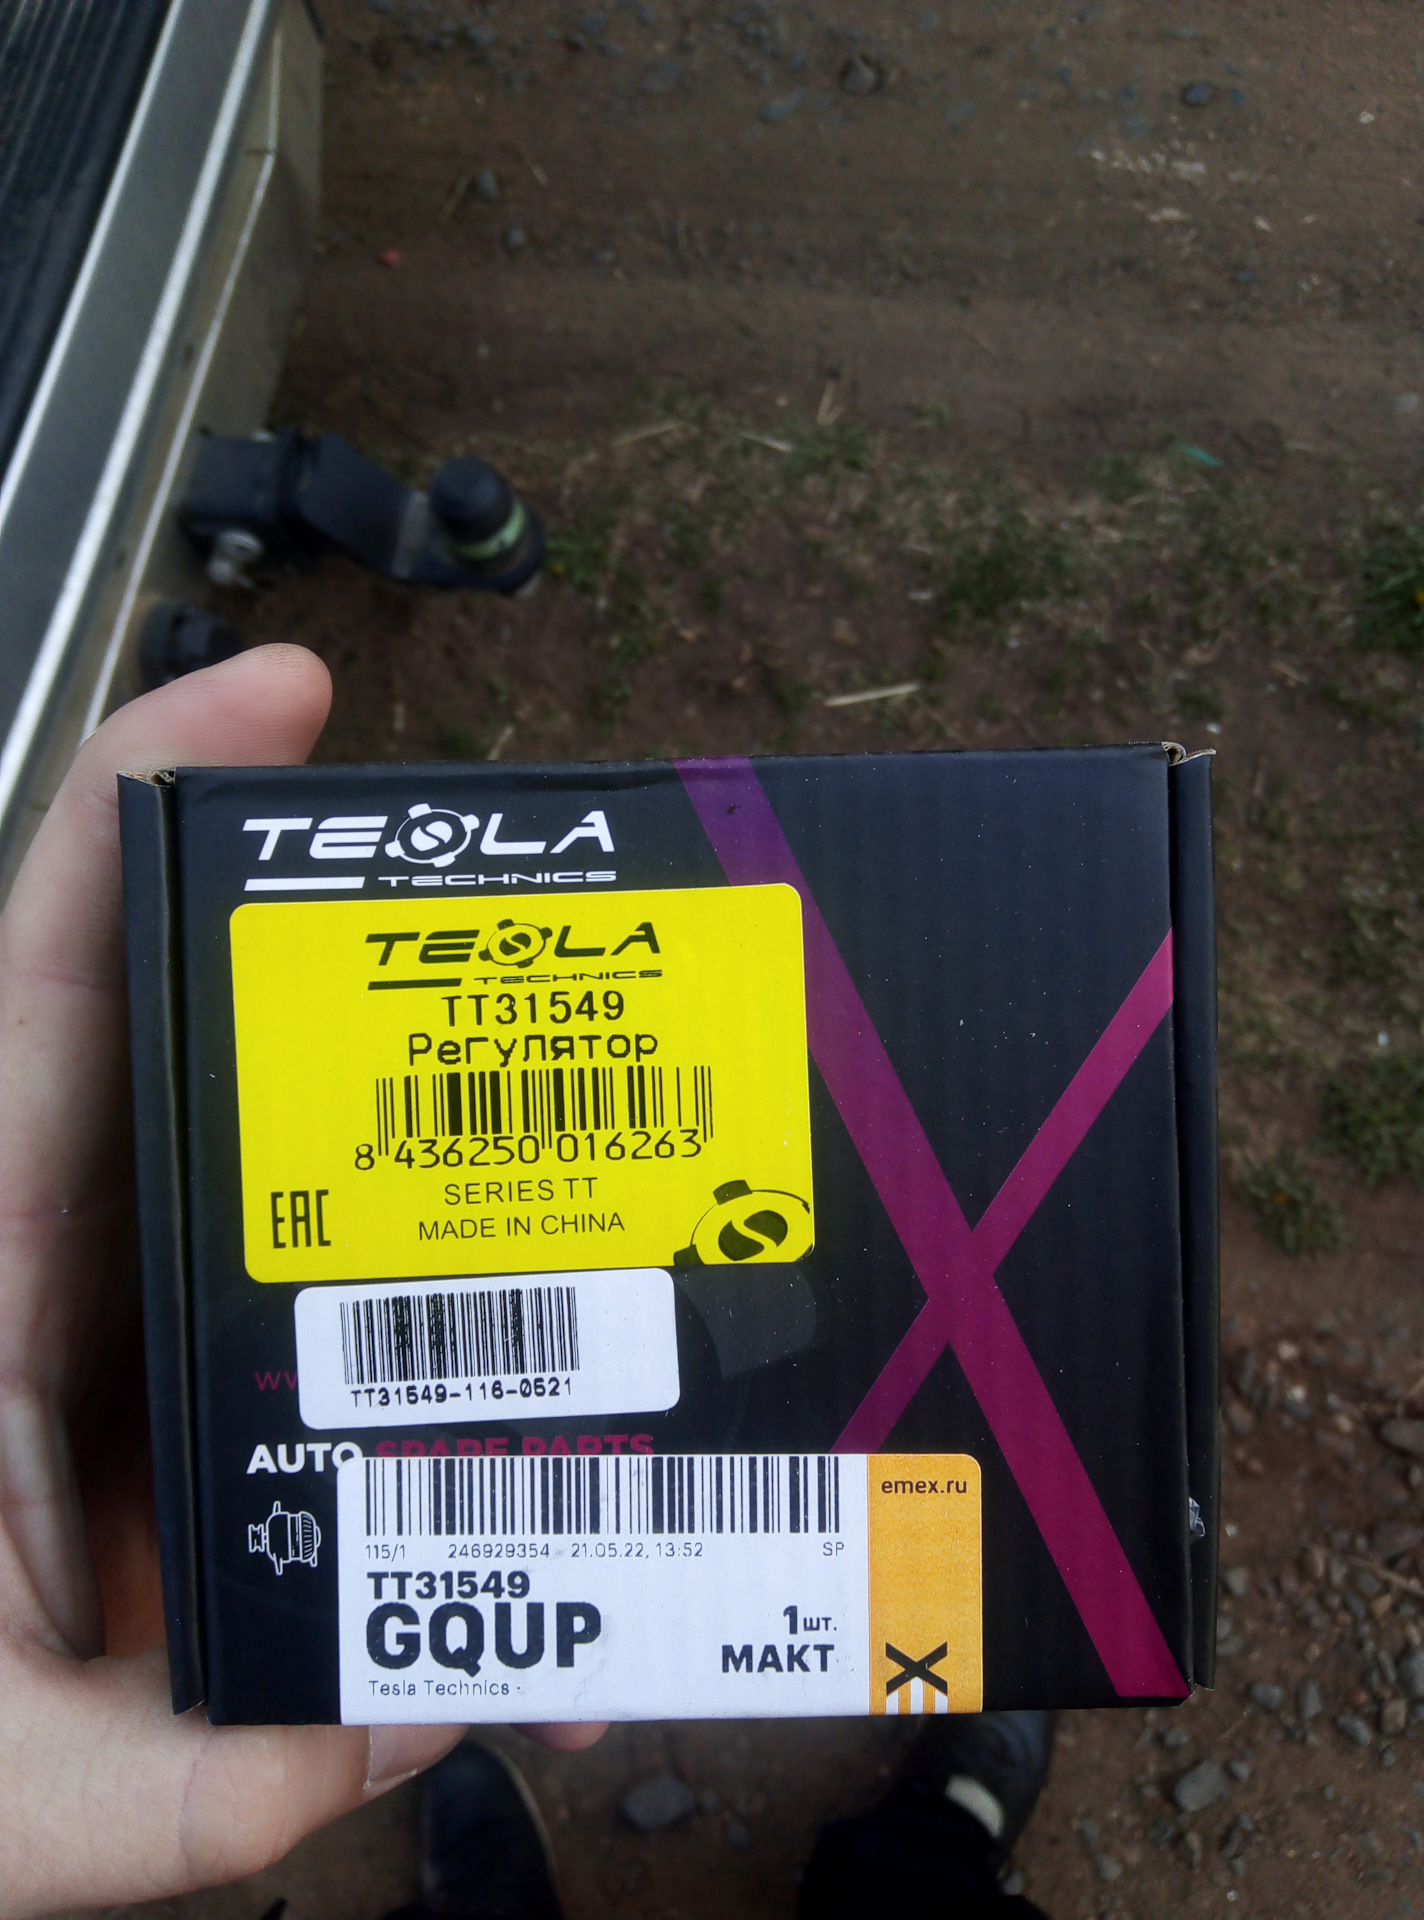 TESLA
TECHNICS
TESLA
TECHNICS
TT31549
Регулятор
8 436250 016263
EAC
SERIES TT
MADE IN CHINA
TT31549-116-0521
AUTO SPARE PARTS
emex.ru
115/1 246929354 21.05.22, 13:52 SP
TT31549
GQUP
1шт.
МАКТ
Tesla Technics -